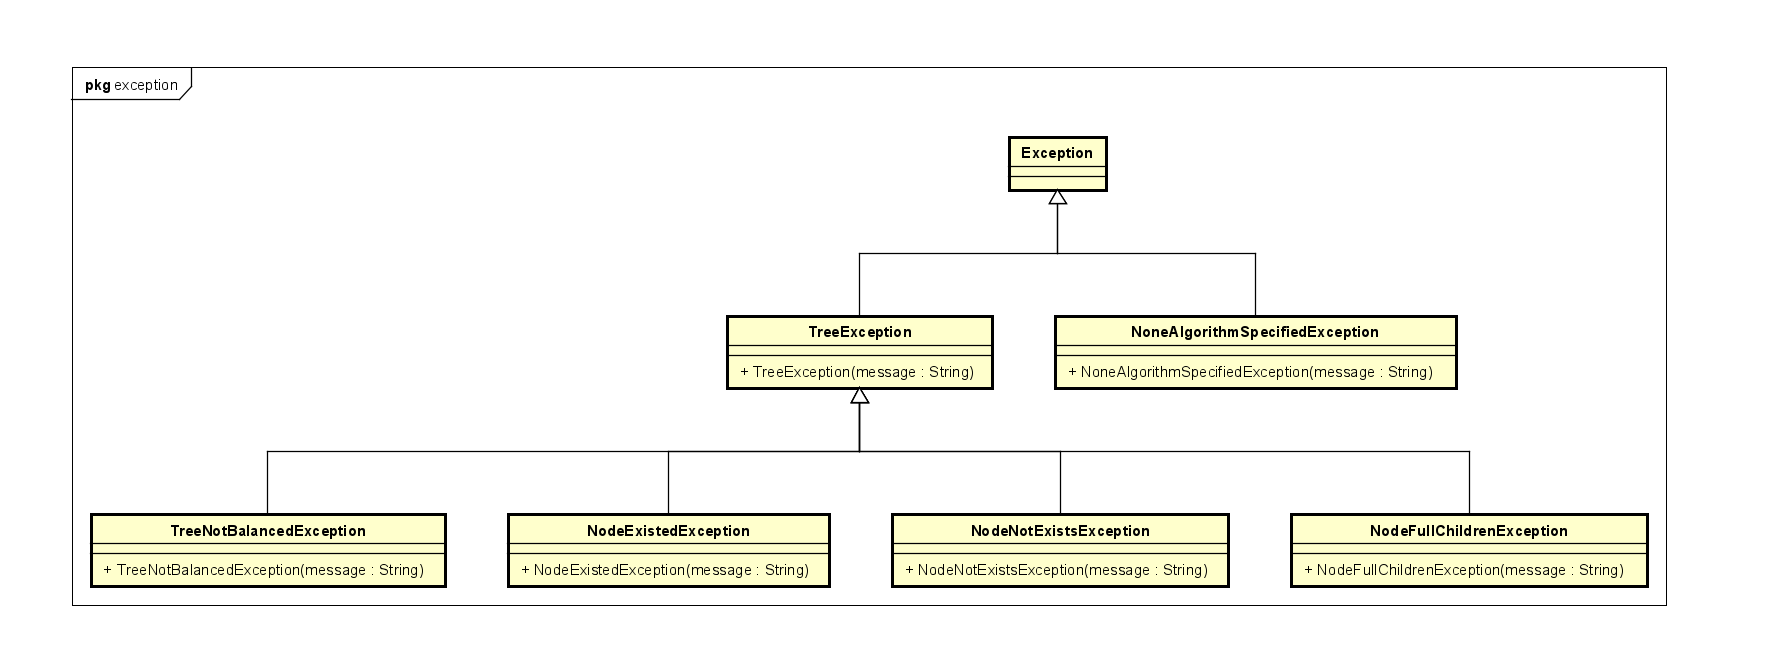 pkg exception
Exception
TreeException
+ TreeException(message : String)
NoneAlgorithmSpecifiedException
+ NoneAlgorithmSpecifiedException(message : String)
TreeNotBalancedException
+ TreeNotBalancedException(message : String)
NodeExistedException
+ NodeExistedException(message : String)
NodeNotExistsException
+ NodeNotExistsException(message : String)
NodeFullChildrenException
+ NodeFullChildrenException(message : String)